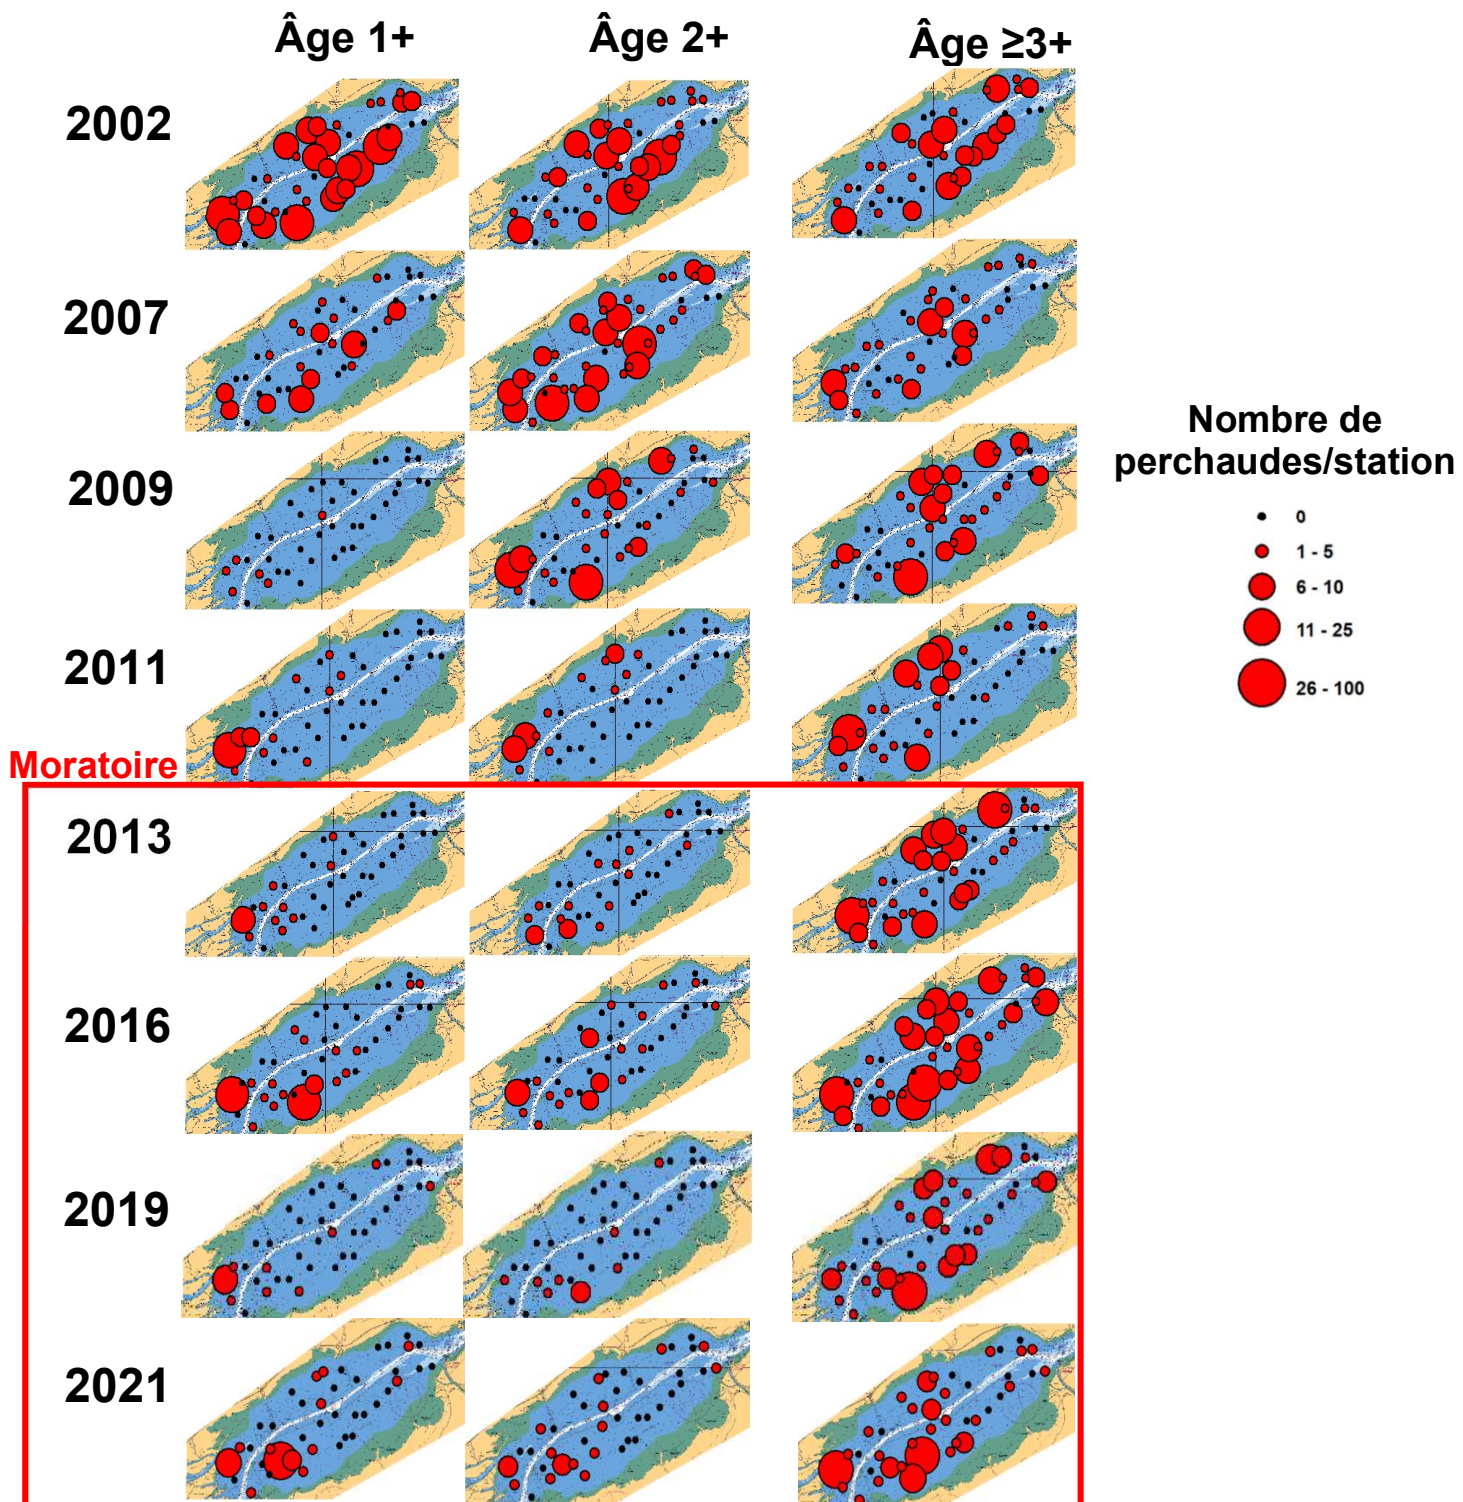 Âge 1+ Âge 2+ Âge ≥3+
2002
2007
2009
2011
Moratoire
2013
2016
2019
2021
Nombre de
perchaudes/station
0
1 - 5
6 - 10
11 - 25
26 - 100